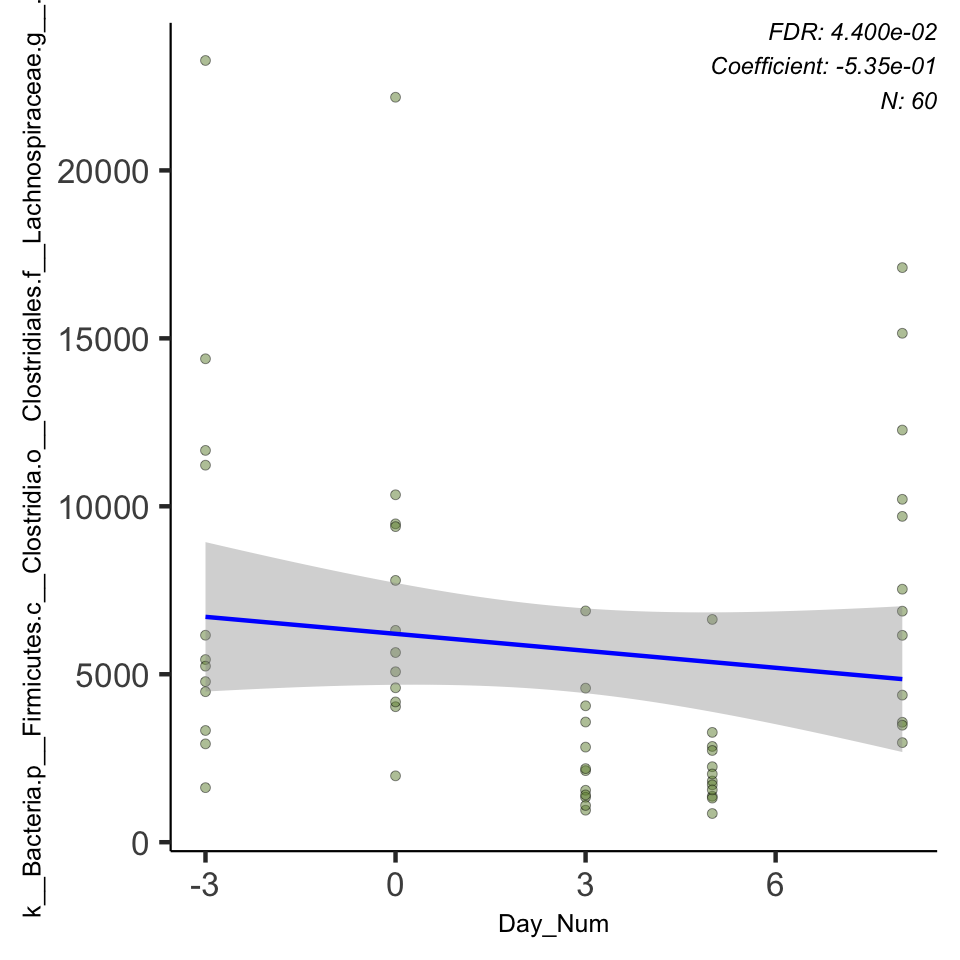 FDR: 4.400e-02
Coefficient: -5.35e-01
N: 60
k__Bacteria.p__Firmicutes.c__Clostridia.o__Clostridiales.f__Lachnospiraceae.g__.
20000
15000
10000
5000
0
-3 0 3 6
Day_Num